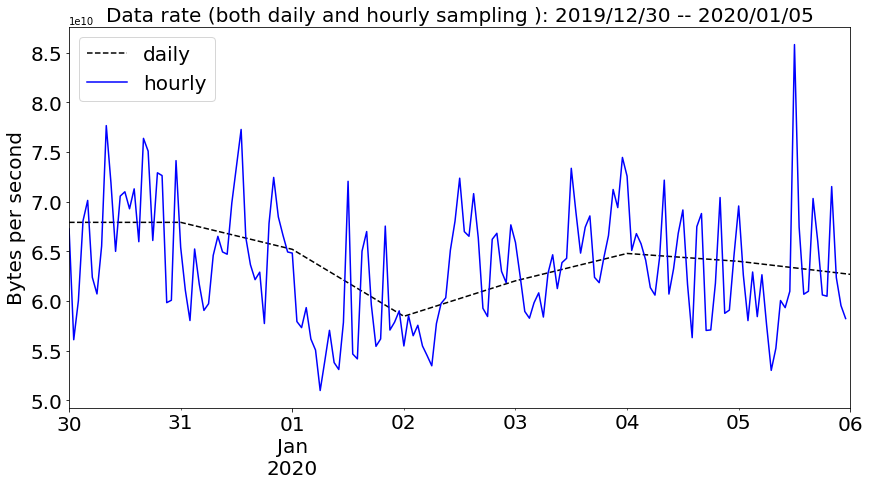 Data rate (both daily and hourly sampling ): 2019/12/30 -- 2020/01/05
1e10
daily
hourly
8.5
8.0
7.5
7.0
6.5
6.0
5.5
5.0
Bytes per second
30 31 01 02 03 04 05 06
Jan
2020